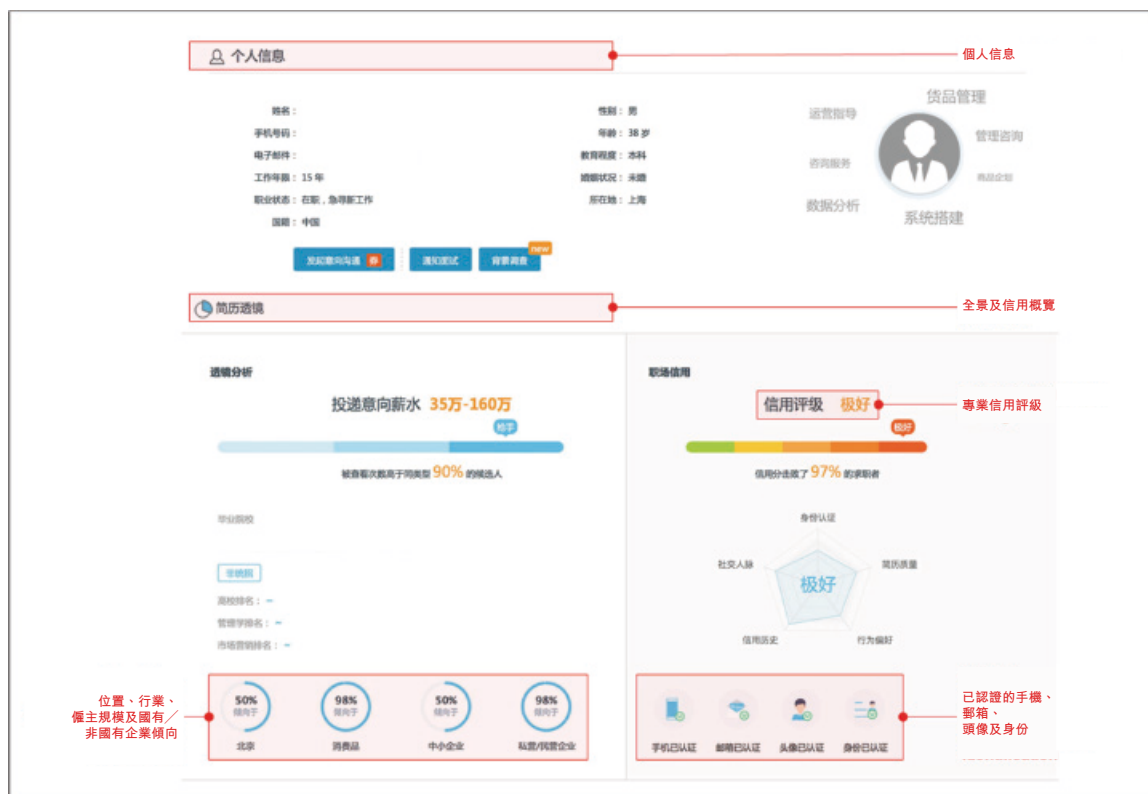 个人信息
個人信息
姓名：
手机号码：
电子邮件：
工作年限：15 年
职业状态：在职，急寻新工作
国籍：中国
性别：男
年龄：38 岁
教育程度：本科
婚姻状况：未婚
所在地：上海
货品管理
运营指导
管理咨询
咨询服务
商品企划
数据分析
系统搭建
发起意向沟通
通知面试
背景调查
new
简历透镜
全景及信用概覽
透镜分析
投递意向薪水 35万-160万
抢手
被查看次数高于同类型 90% 的候选人
毕业院校
非统招
高校排名：－
管理学排名：－
市场营销排名：－
职场信用
信用评级 极好
專業信用評級
极好
信用分击败了 97% 的求职者
身份认证
社交人脉
简历质量
极好
信用历史
行为偏好
位置、行業、
僱主規模及國有／
非國有企業傾向
50%
倾向于
北京
98%
倾向于
消费品
50%
倾向于
中小企业
98%
倾向于
私营/民营企业
手机已认证
邮箱已认证
头像已认证
身份已认证
已認證的手機、
郵箱、
頭像及身份